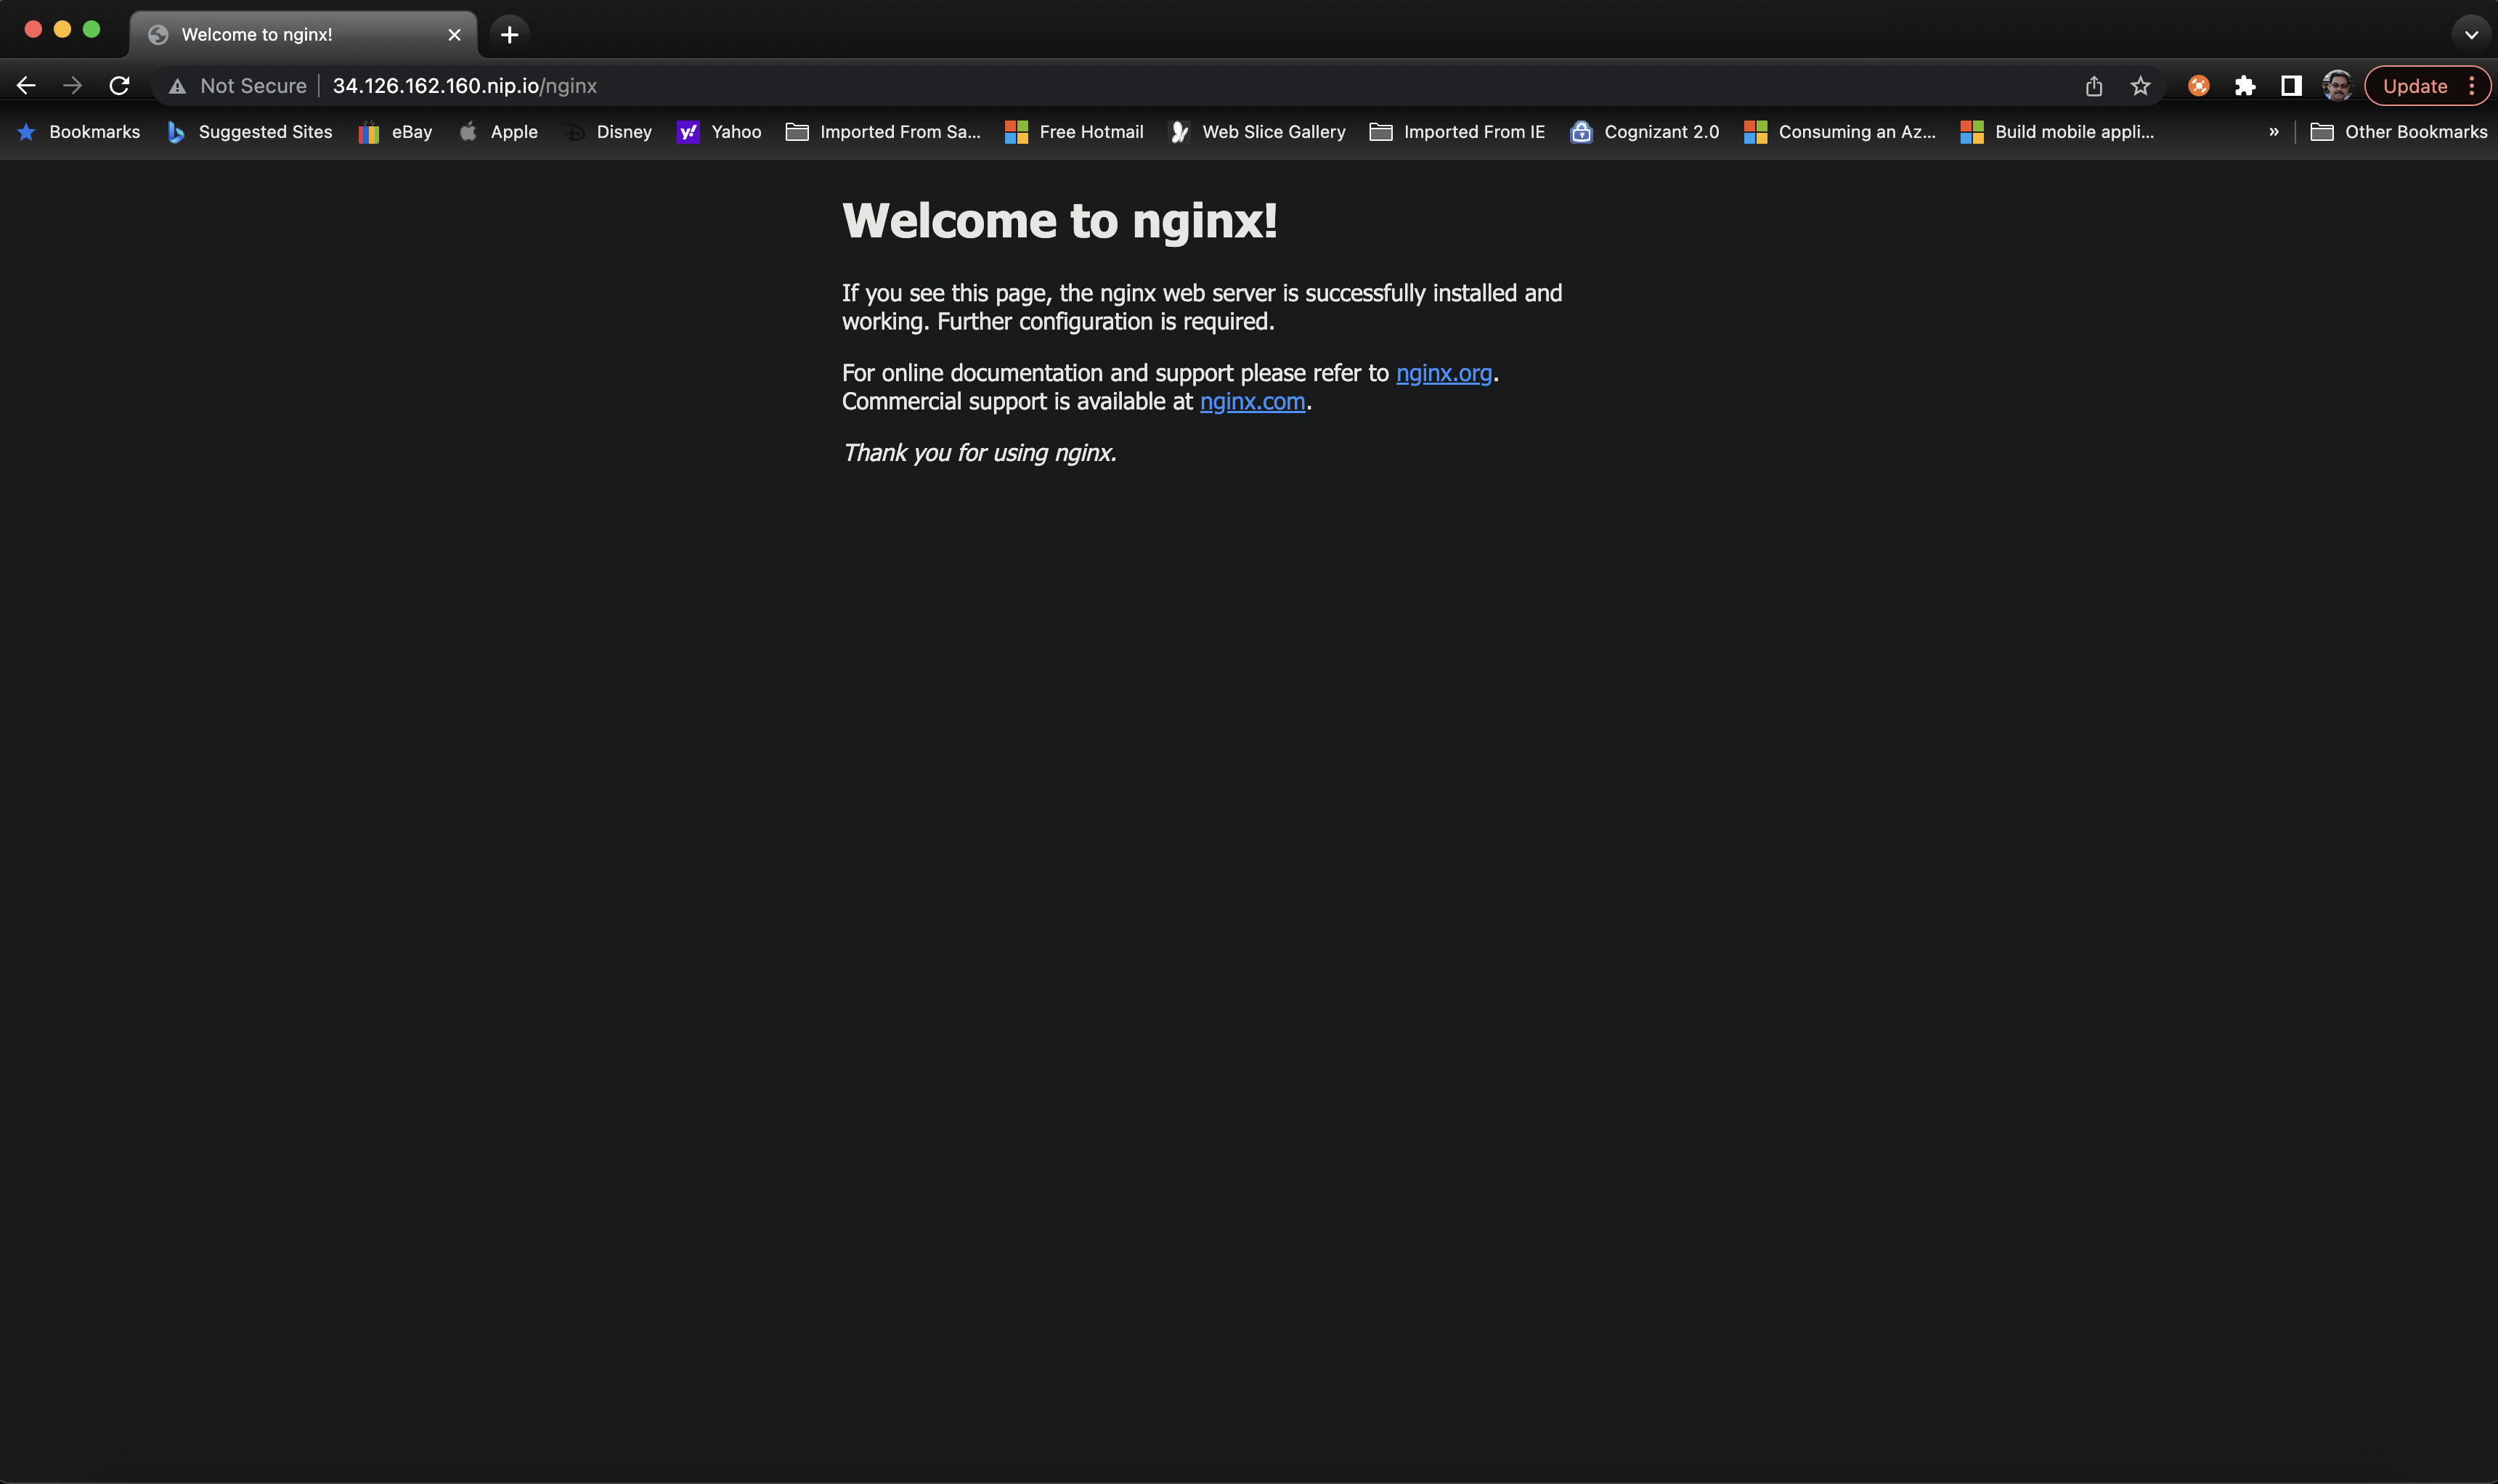 Welcome to nginx!
Not Secure 34.126.162.160.nip.io/nginx Update
Bookmarks Suggested Sites eBay Apple Disney Yahoo Imported From Sa... Free Hotmail Web Slice Gallery Imported From IE Cognizant 2.0 Consuming an Az... Build mobile appli... » Other Bookmarks
Welcome to nginx!
If you see this page, the nginx web server is successfully installed and
working. Further configuration is required.
For online documentation and support please refer to nginx.org.
Commercial support is available at nginx.com.
Thank you for using nginx.